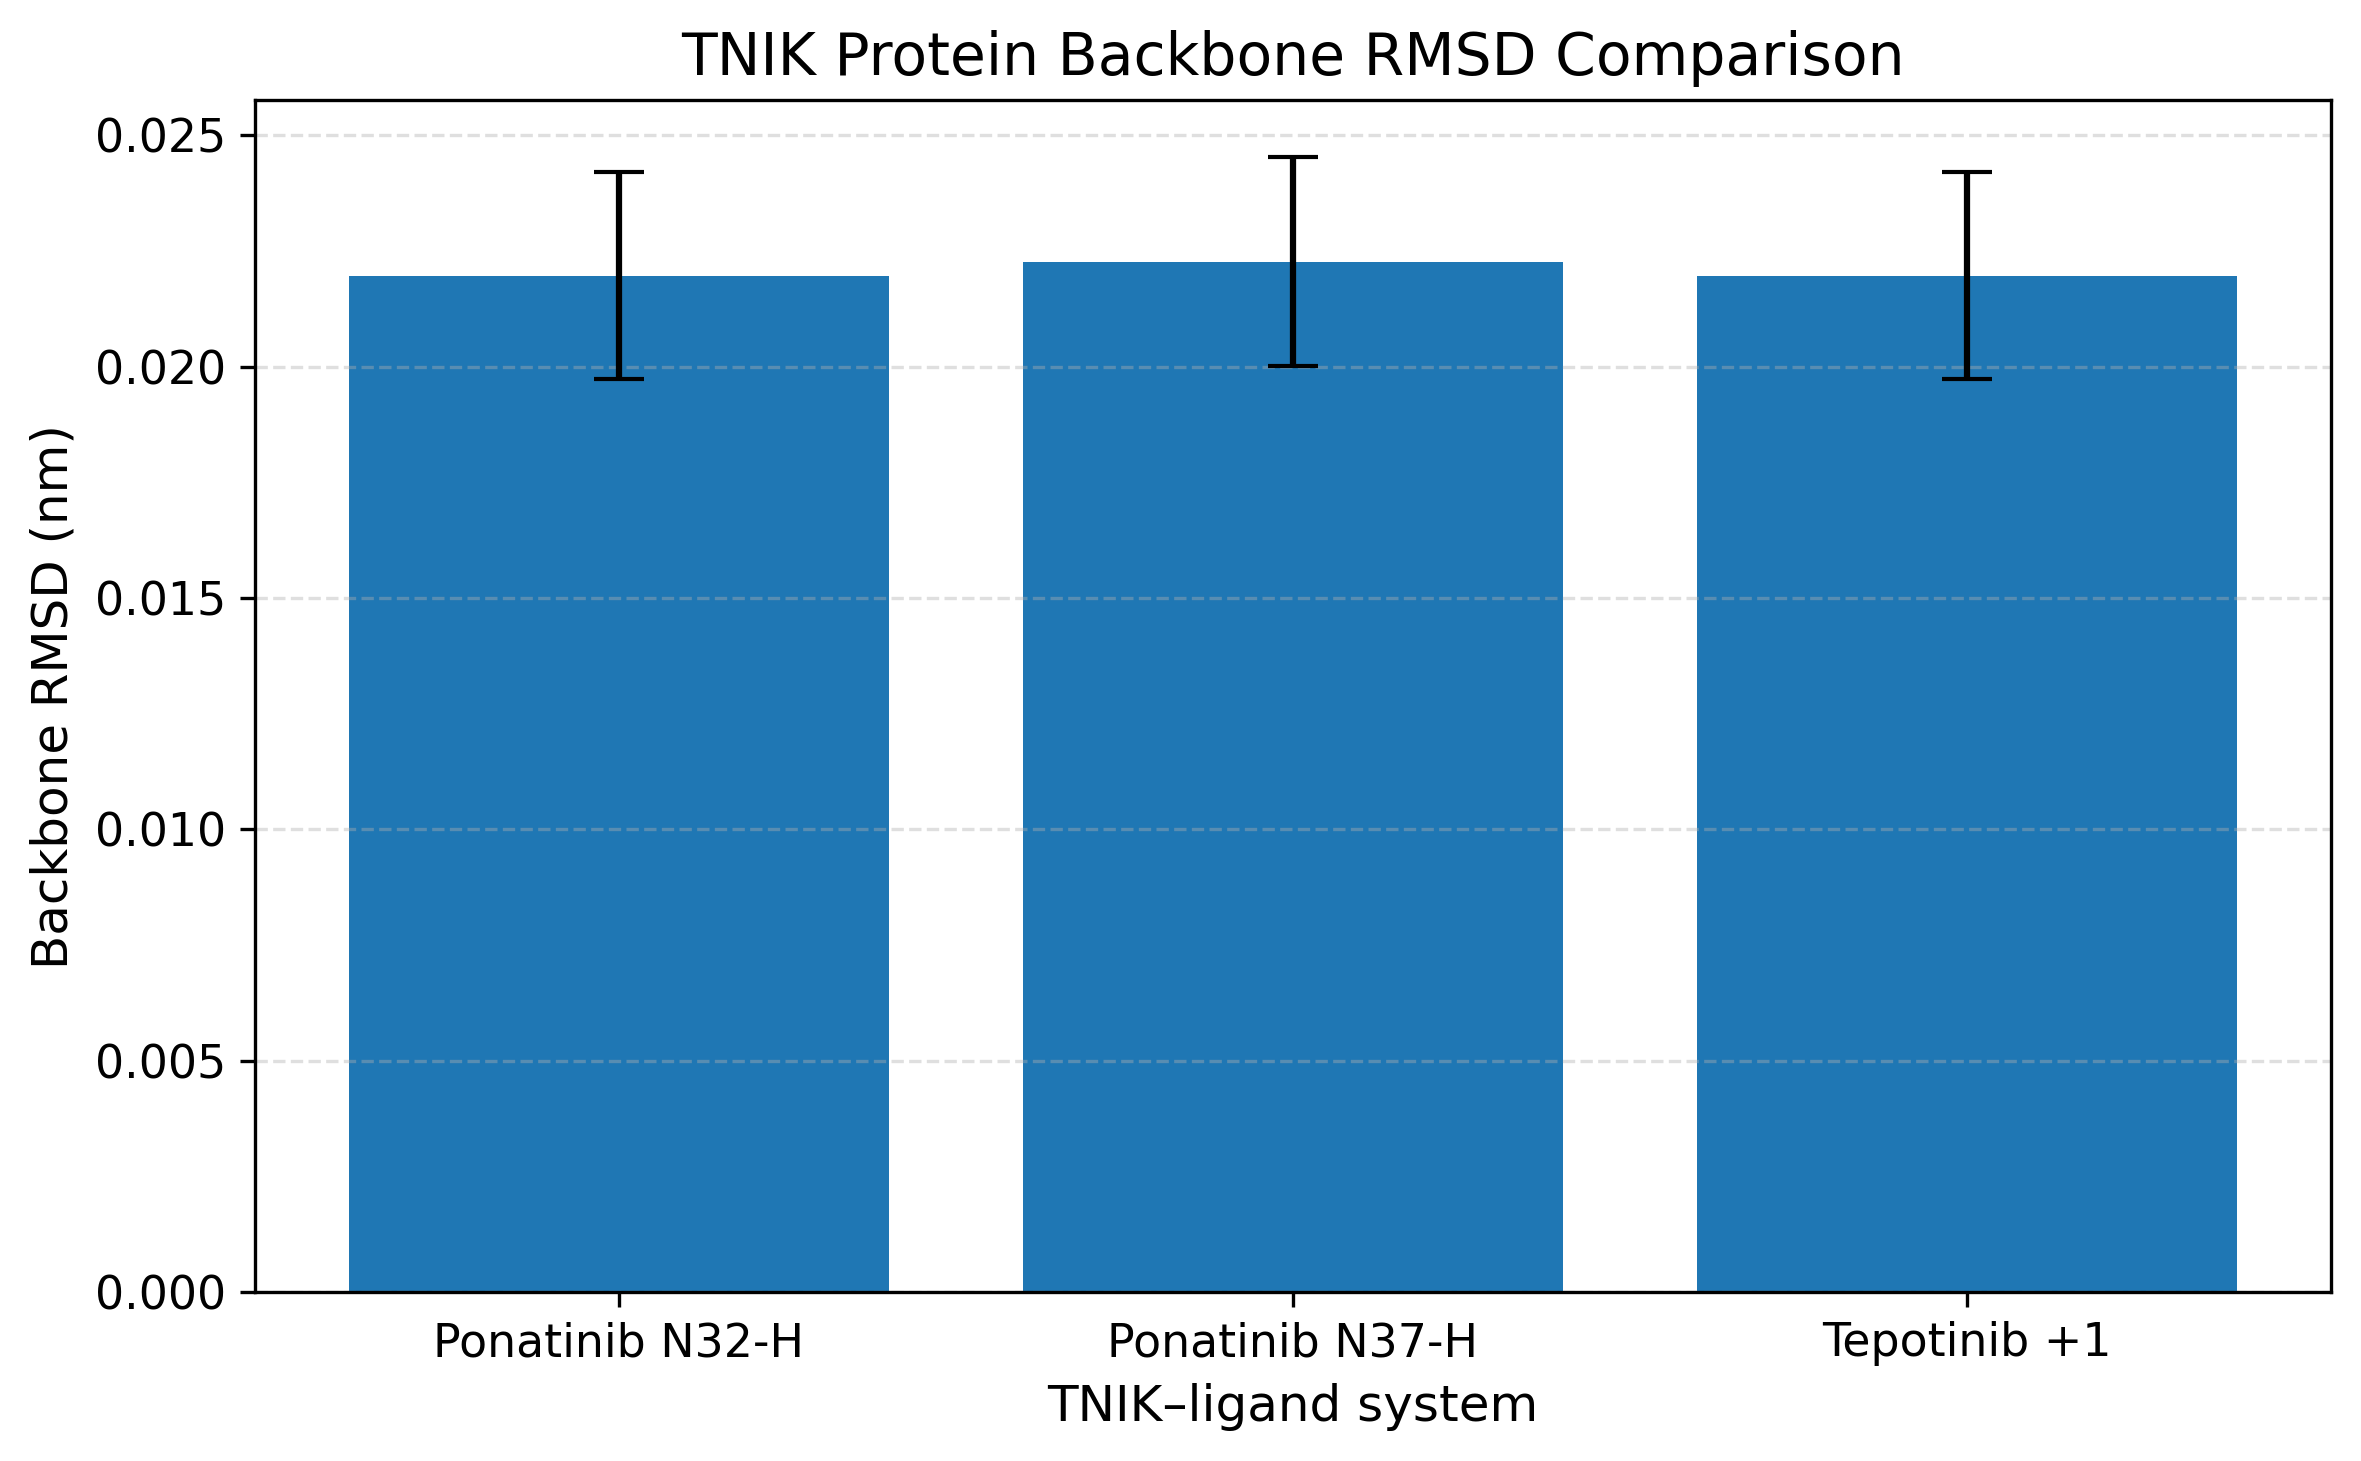 TNIK Protein Backbone RMSD Comparison
Backbone RMSD (nm)
0.025
0.020
0.015
0.010
0.005
0.000
Ponatinib N32-H
Ponatinib N37-H
Tepotinib +1
TNIK–ligand system